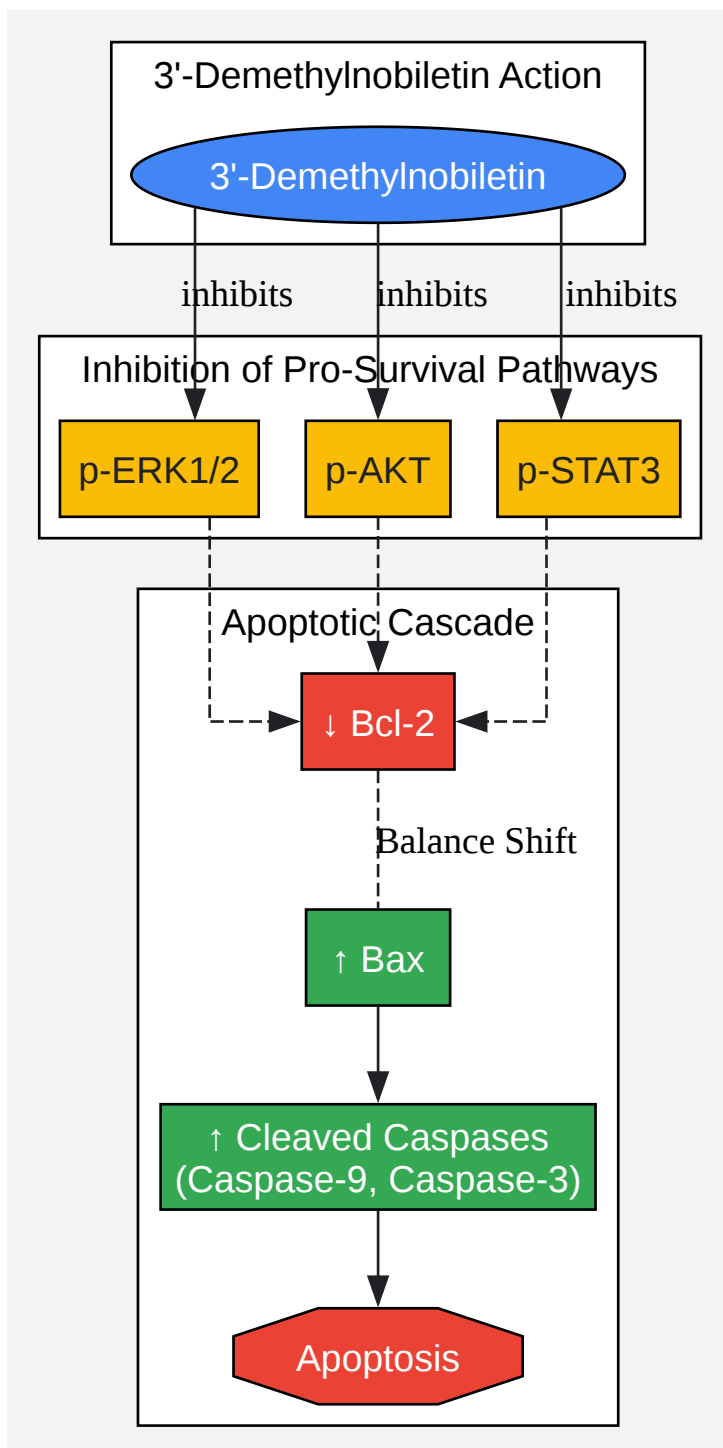 3'-Demethylnobiletin Action
3'-Demethylnobiletin
inhibits inhibits inhibits
Inhibition of Pro-Survival Pathways
p-ERK1/2 p-AKT p-STAT3
Apoptotic Cascade
↓ Bcl-2
Balance Shift
↑ Bax
↑ Cleaved Caspases
(Caspase-9, Caspase-3)
Apoptosis